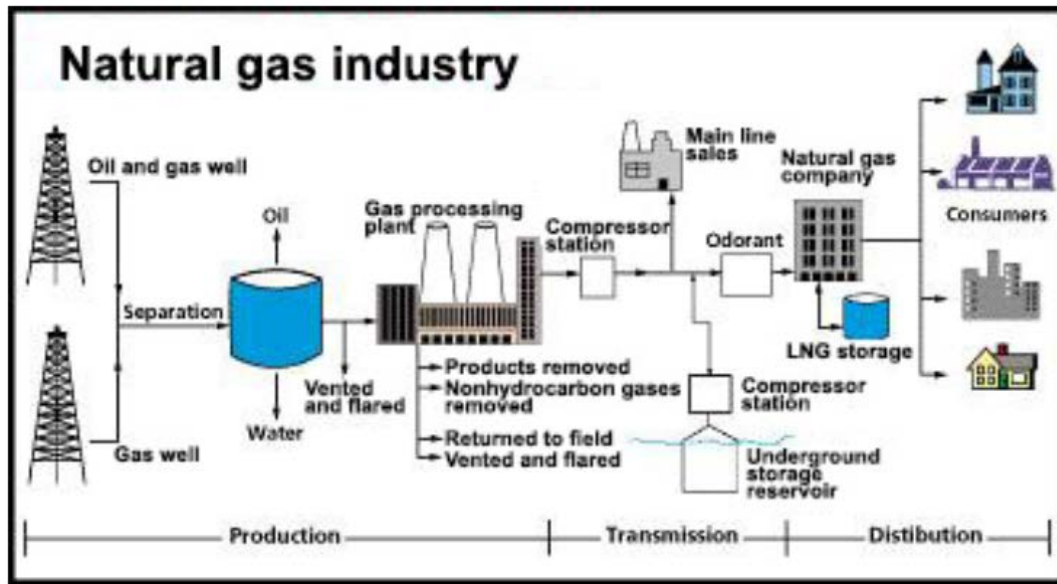 Natural gas industry
Oil and gas well
Gas well
Separation
Oil
Water
Vented
and flared
Gas processing
plant
Products removed
Nonhydrocarbon gases
removed
Returned to field
Vented and flared
Compressor
station
Main line
sales
Odorant
Compressor
station
Underground
storage
reservoir
Natural gas
company
LNG storage
Consumers
Production
Transmission
Distibution